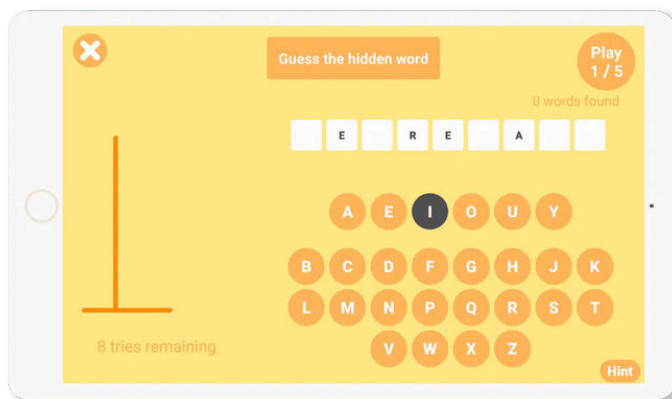 Guess the hidden word
Play
1 / 5
0 words found
E R E A
A E I O U Y
B C D F G H J K
L M N P Q R S T
V W X Z
8 tries remaining
Hint